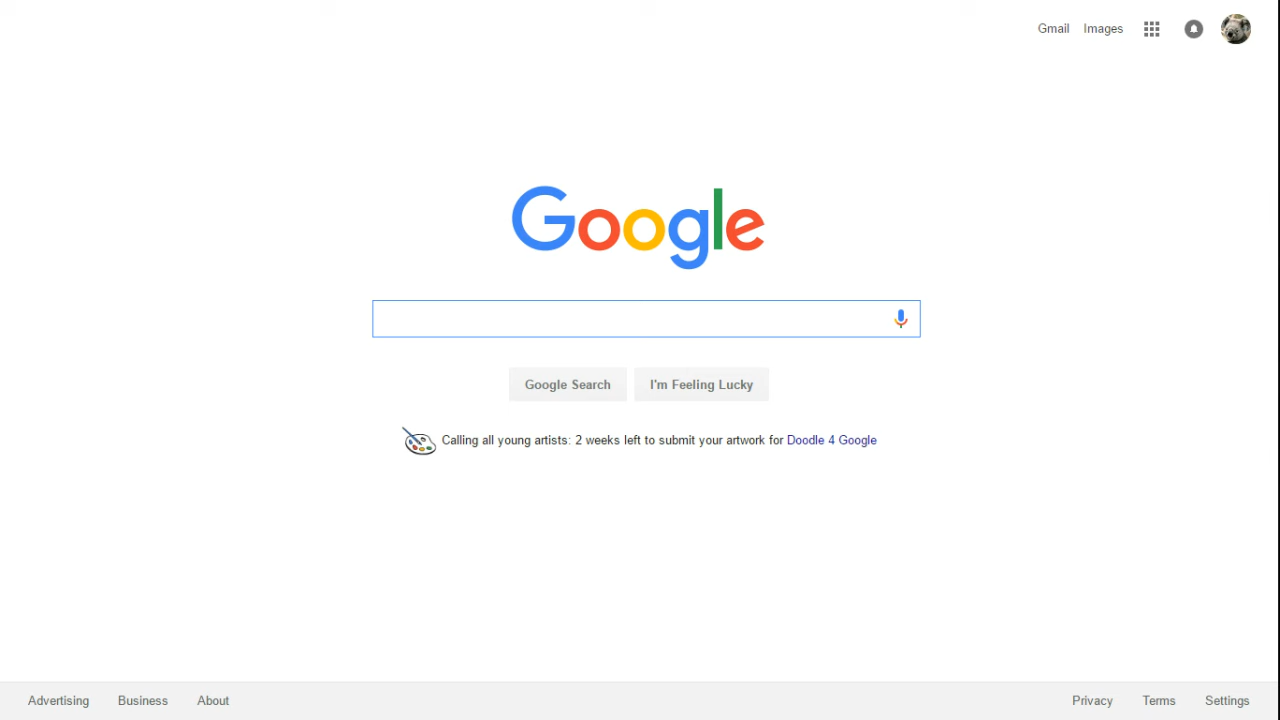 Gmail Images
Google
Google Search I'm Feeling Lucky
Calling all young artists: 2 weeks left to submit your artwork for Doodle 4 Google
Advertising Business About Privacy Terms Settings